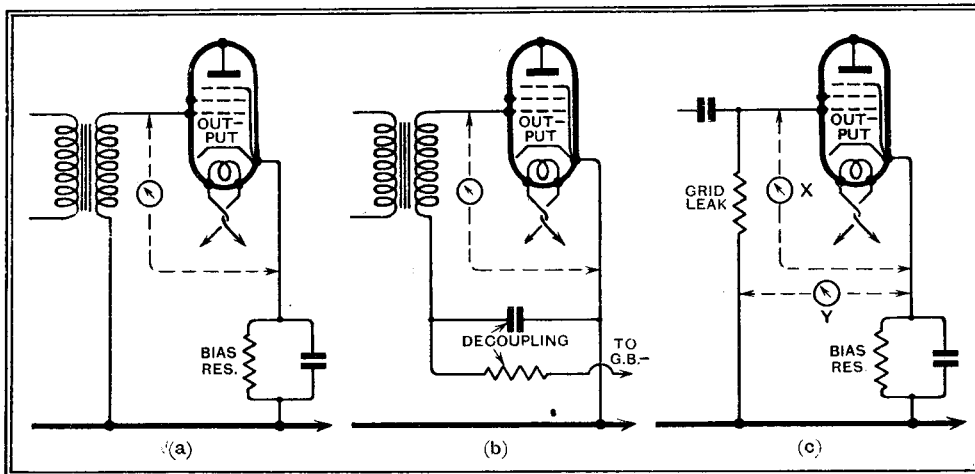 OUT-
PUT
BIAS
RES.
(a)
OUT-
PUT
DECOUPLING
TO
G.B.-
(b)
OUT-
PUT
GRID
LEAK
X
Y
BIAS
RES.
(c)